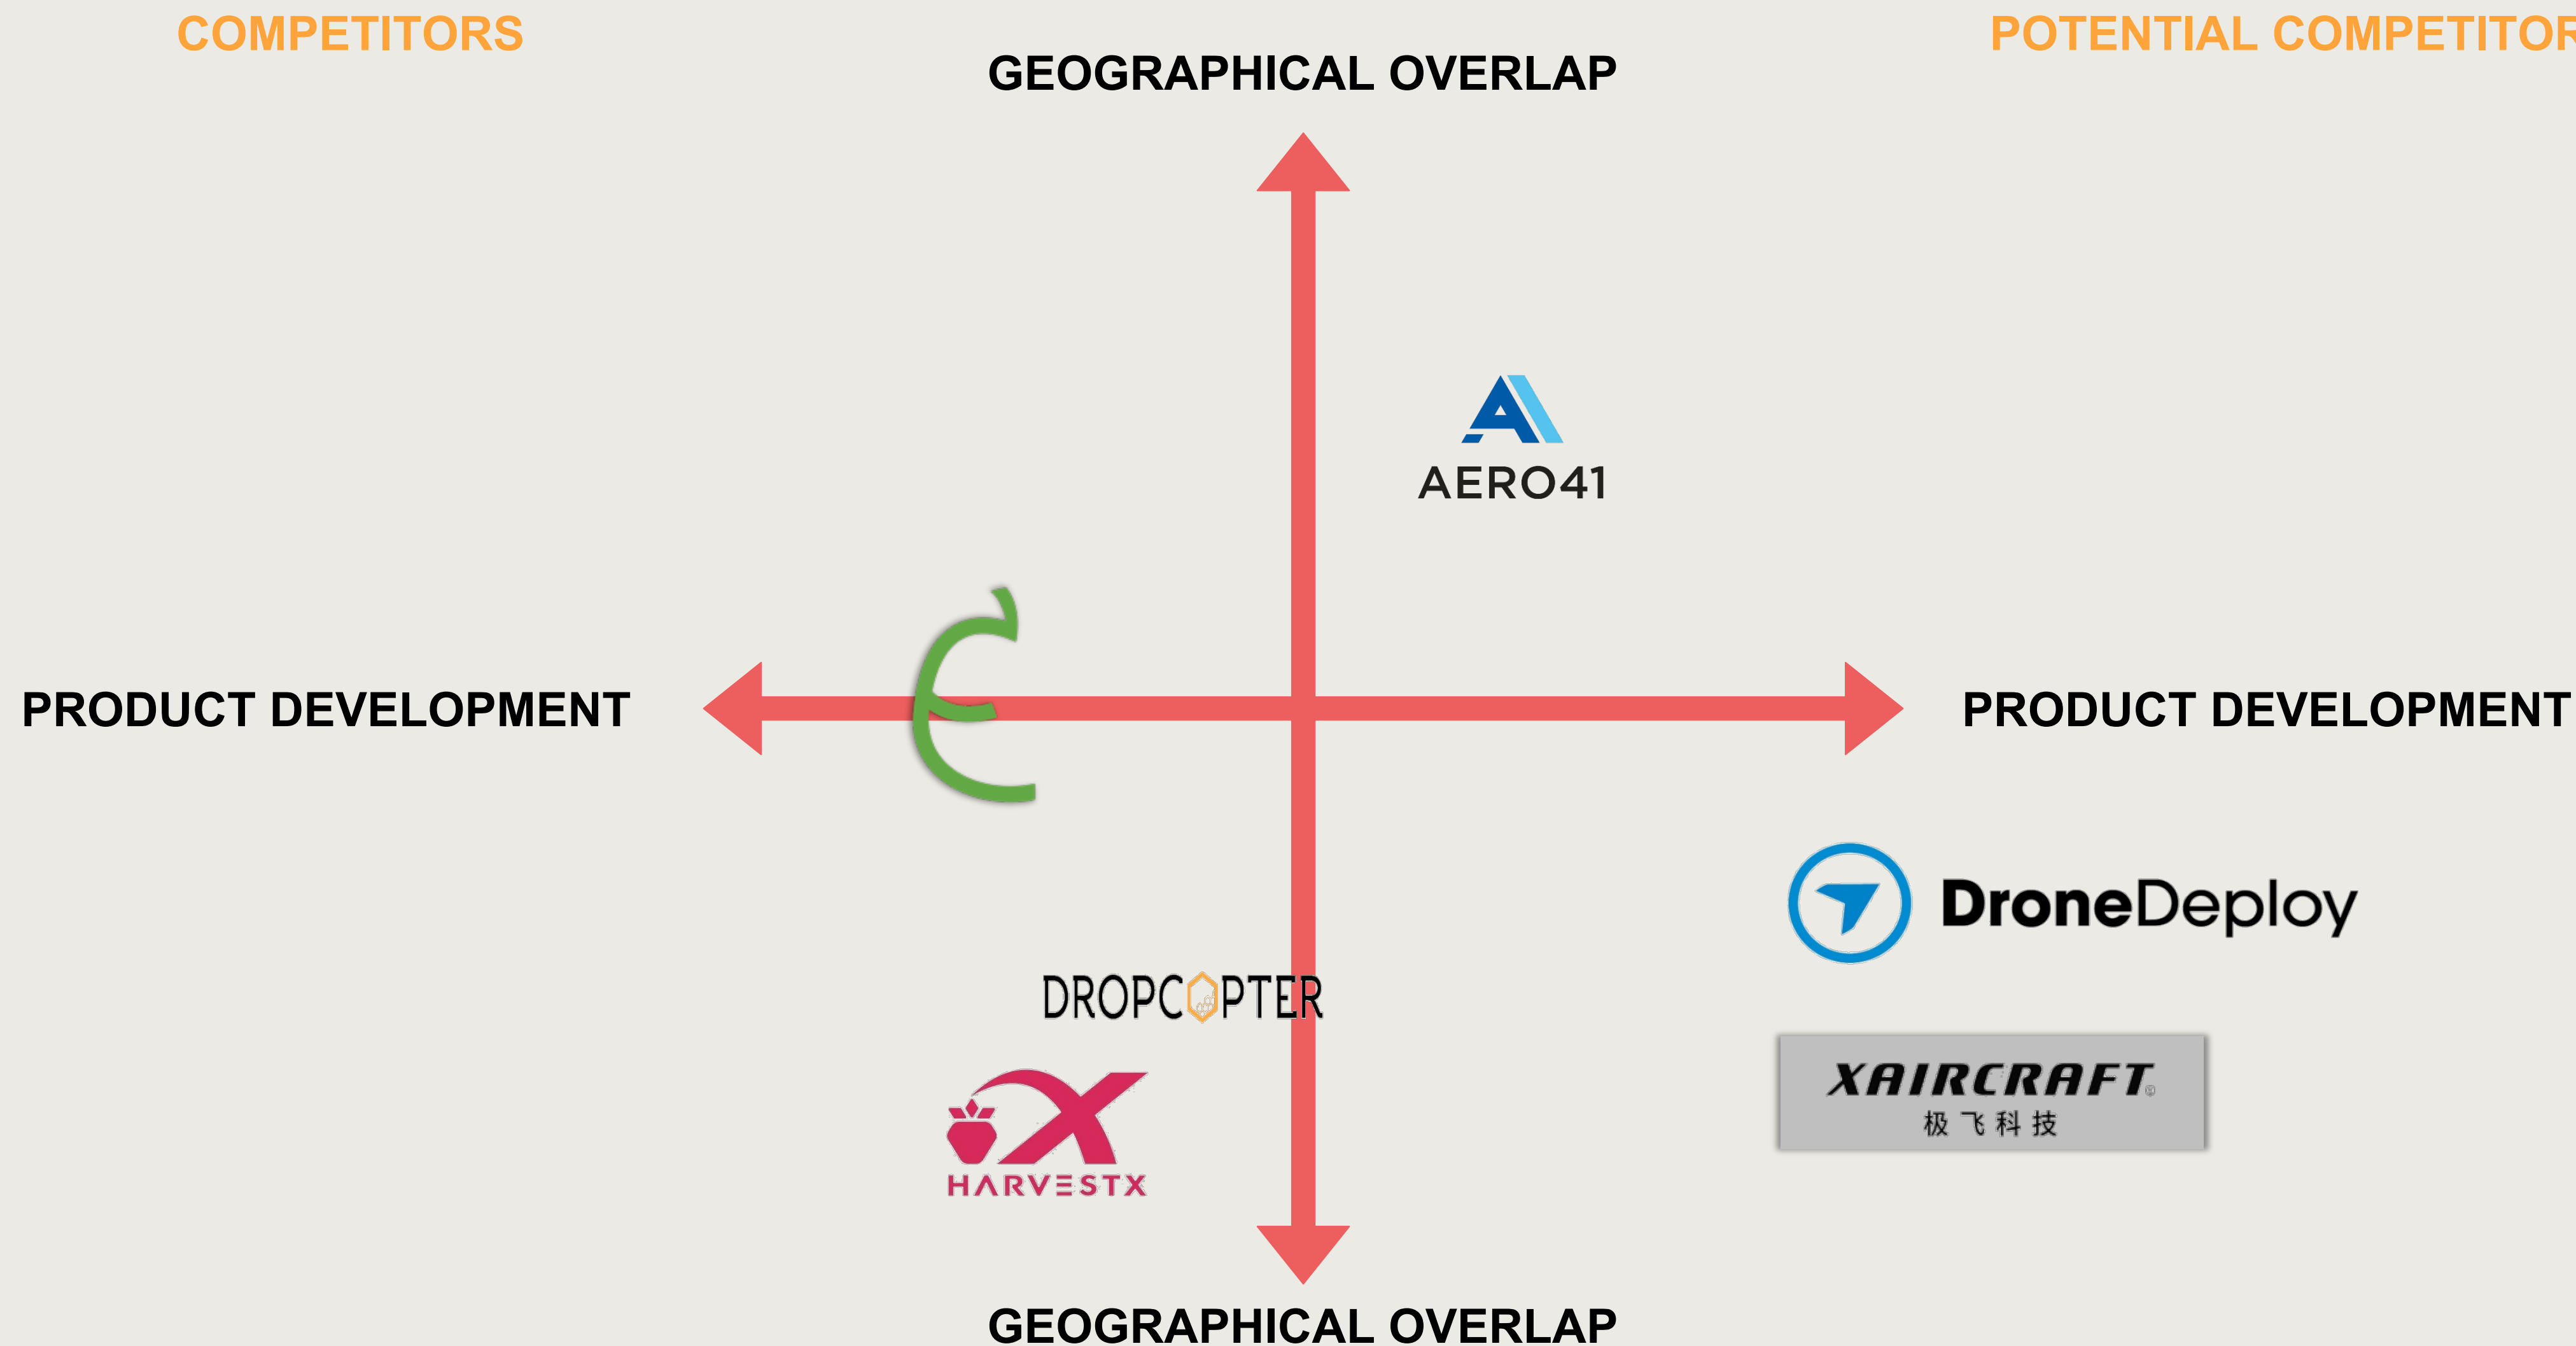 COMPETITORS
POTENTIAL COMPETITOR
GEOGRAPHICAL OVERLAP
AERO41
PRODUCT DEVELOPMENT
PRODUCT DEVELOPMENT
DroneDeploy
DROPCOPTER
XAIRCRAFT®
极飞科技
HARVESTX
GEOGRAPHICAL OVERLAP